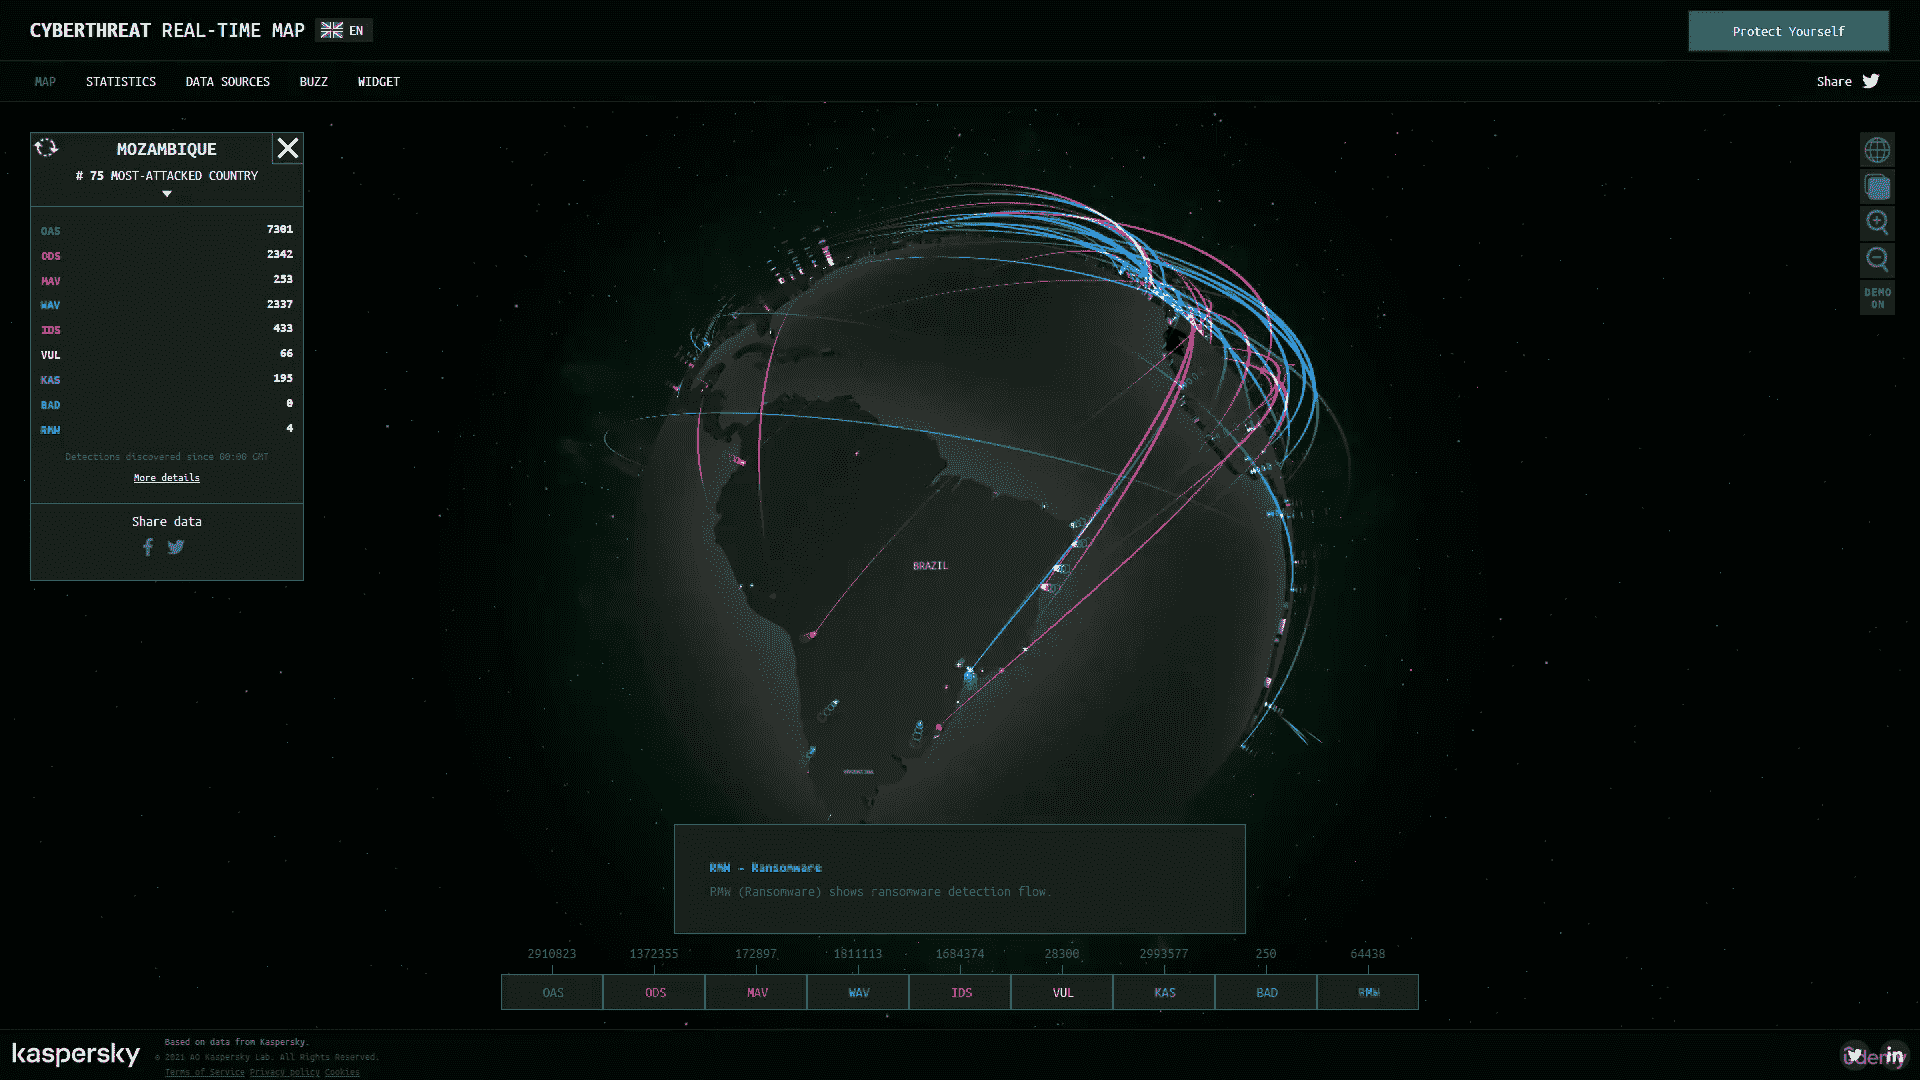 CYBERTHREAT REAL-TIME MAP EN
Protect Yourself
MAP STATISTICS DATA SOURCES BUZZ WIDGET
Share
MOZAMBIQUE
# 75 MOST-ATTACKED COUNTRY
OAS 7301
ODS 2342
MAV 253
WAV 2337
IDS 433
VUL 66
KAS 195
BAD 0
RMW 4
Detections discovered since 00:00 GMT
More details
Share data
DEMO
ON
BRAZIL
RMW - Ransomware
RMW (Ransomware) shows ransomware detection flow.
2910823 1372355 172897 1811113 1684374 28300 2993577 250 64438
OAS ODS MAV WAV IDS VUL KAS BAD RMW
kaspersky
Based on data from Kaspersky.
© 2021 AO Kaspersky Lab. All Rights Reserved.
Terms of Service Privacy policy Cookies
udemy